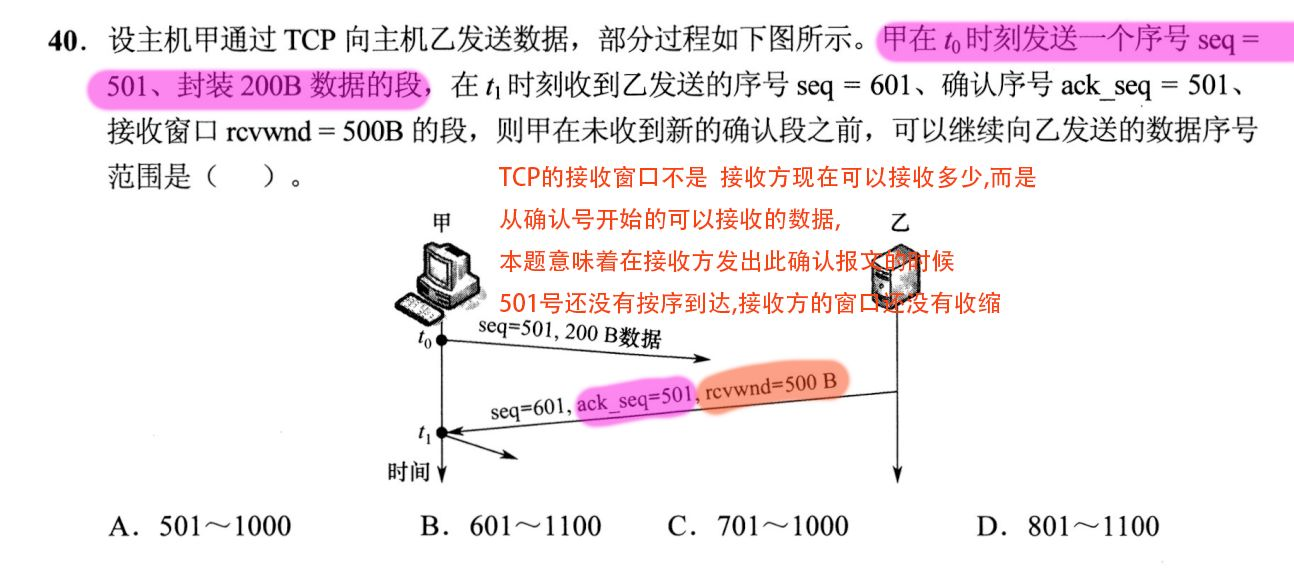 40. 设主机甲通过 TCP 向主机乙发送数据，部分过程如下图所示。甲在 t0 时刻发送一个序号 seq =
501、封装 200B 数据的段，在 t1 时刻收到乙发送的序号 seq = 601、确认序号 ack_seq = 501、
接收窗口 rcvwnd = 500B 的段，则甲在未收到新的确认段之前，可以继续向乙发送的数据序号
范围是（　　）。
TCP的接收窗口不是 接收方现在可以接收多少,而是
从确认号开始的可以接收的数据,
本题意味着在接收方发出此确认报文的时候
501号还没有按序到达,接收方的窗口还没有收缩
甲
乙
t0
seq=501, 200 B数据
seq=601, ack_seq=501, rcvwnd=500 B
t1
时间
A. 501～1000 B. 601～1100 C. 701～1000 D. 801～1100